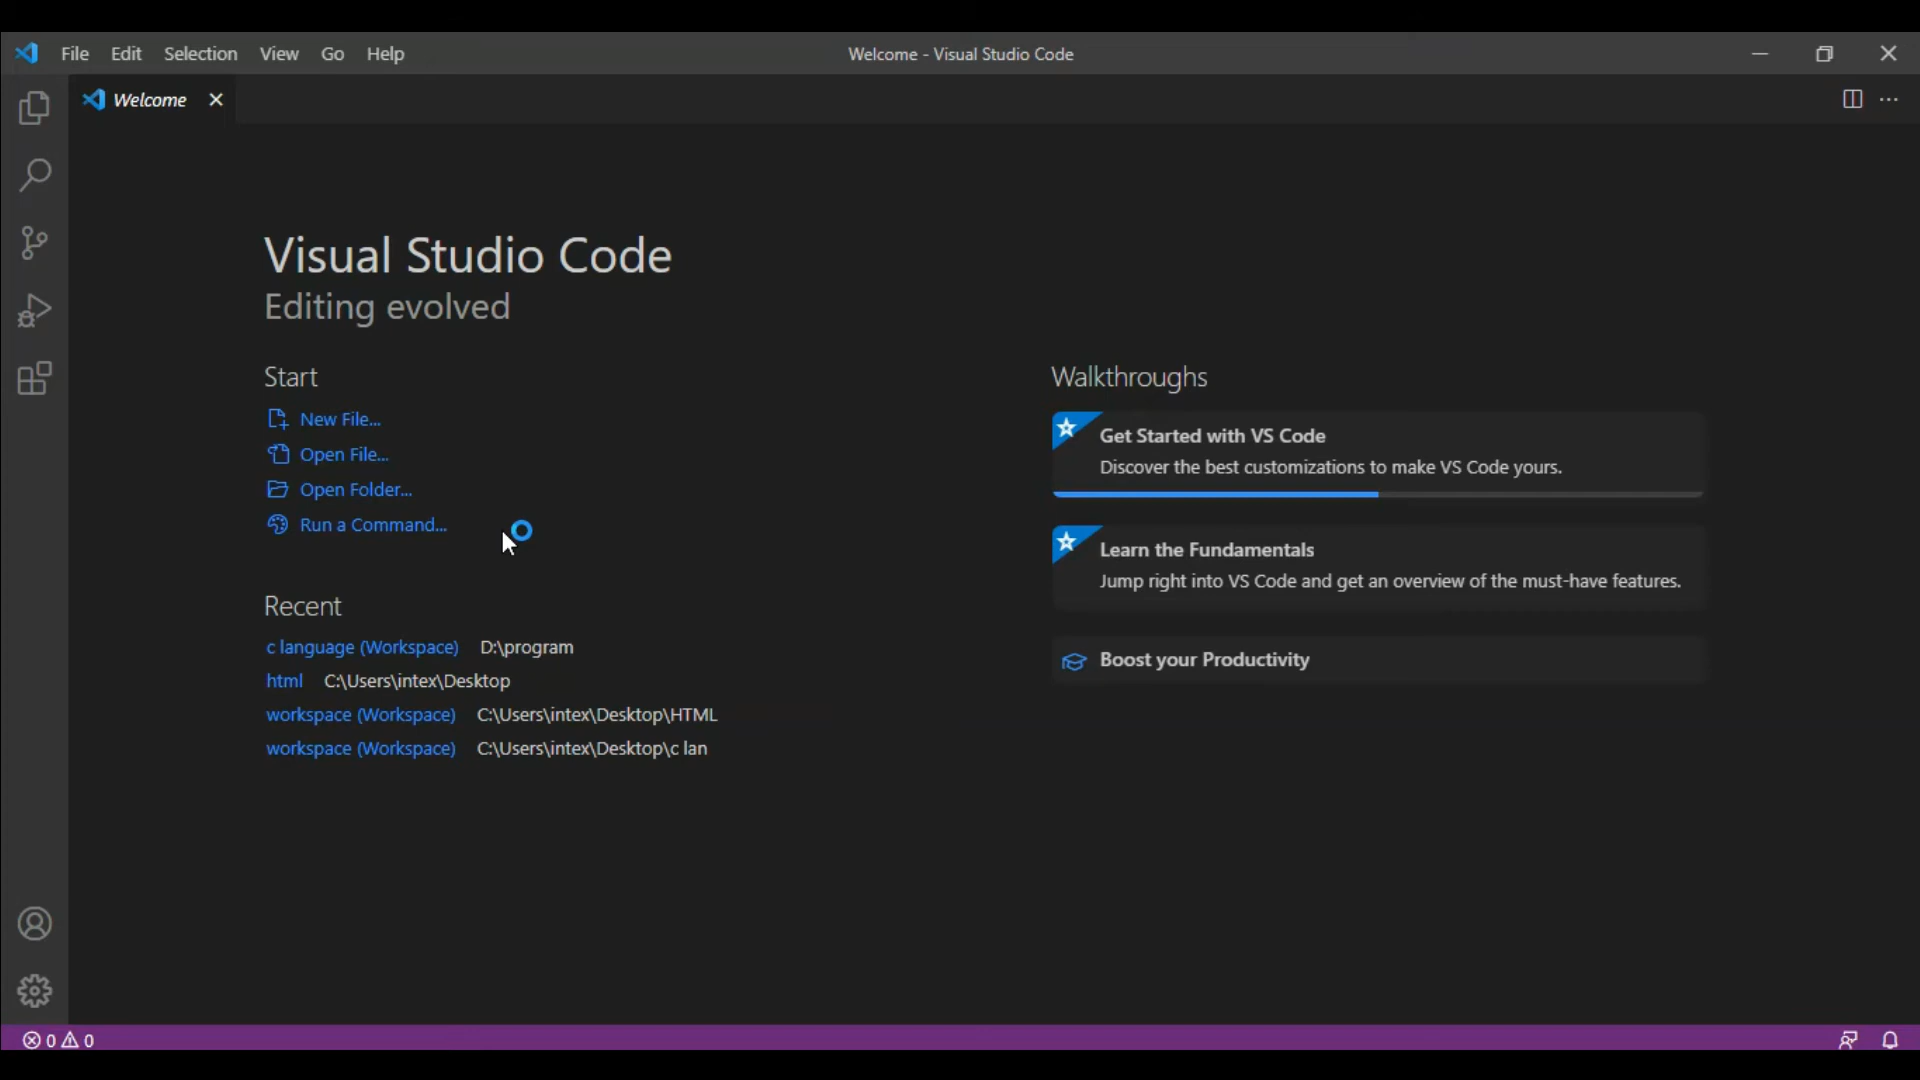 File Edit Selection View Go Help
Welcome - Visual Studio Code
Welcome
Visual Studio Code
Editing evolved
Start
New File...
Open File...
Open Folder...
Run a Command...
Recent
c language (Workspace) D:\program
html C:\Users\intex\Desktop
workspace (Workspace) C:\Users\intex\Desktop\HTML
workspace (Workspace) C:\Users\intex\Desktop\c lan
Walkthroughs
Get Started with VS Code
Discover the best customizations to make VS Code yours.
Learn the Fundamentals
Jump right into VS Code and get an overview of the must-have features.
Boost your Productivity
0 0